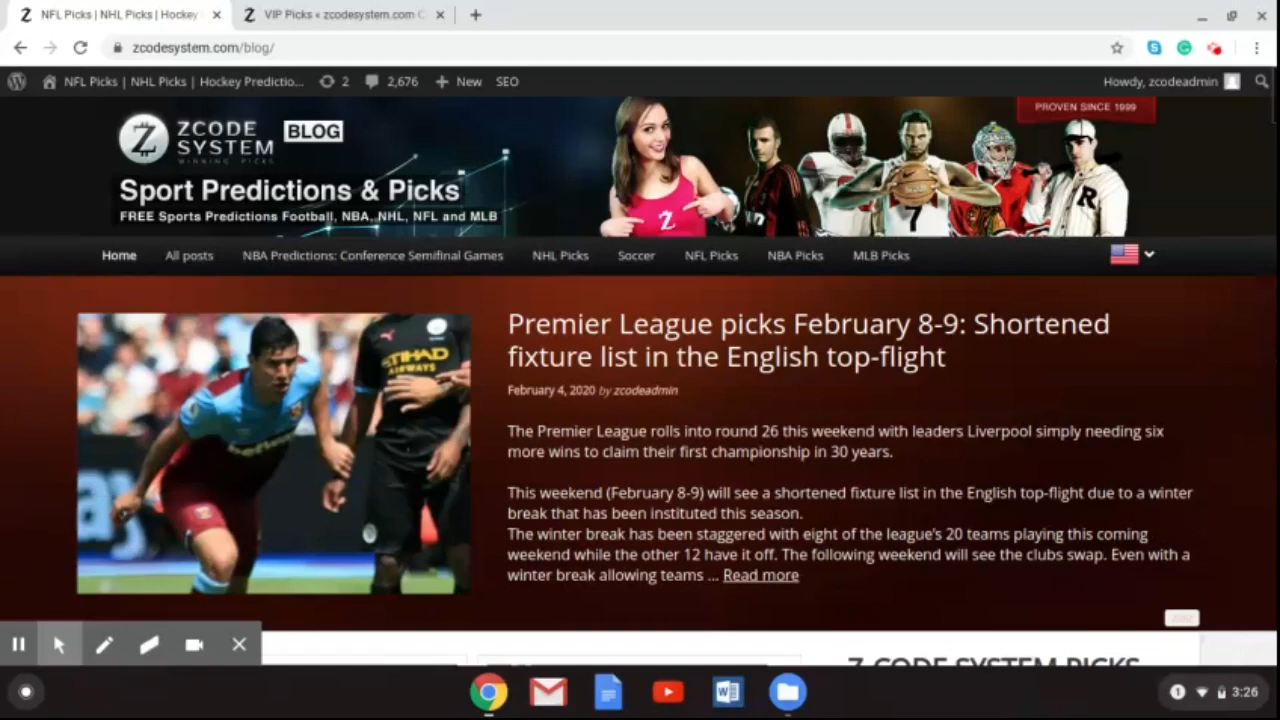 NFL Picks | NHL Picks | Hockey
VIP Picks « zcodesystem.com
zcodesystem.com/blog/
NFL Picks | NHL Picks | Hockey Predictio...
2
2,676
New
SEO
Howdy, zcodeadmin
PROVEN SINCE 1999
ZCODE
SYSTEM
WINNING PICKS
BLOG
Sport Predictions & Picks
FREE Sports Predictions Football, NBA, NHL, NFL and MLB
Z
7
R
Home
All posts
NBA Predictions: Conference Semifinal Games
NHL Picks
Soccer
NFL Picks
NBA Picks
MLB Picks
Premier League picks February 8-9: Shortened
fixture list in the English top-flight
February 4, 2020 by zcodeadmin
ETIHAD
AIRWAYS
The Premier League rolls into round 26 this weekend with leaders Liverpool simply needing six
more wins to claim their first championship in 30 years.
This weekend (February 8-9) will see a shortened fixture list in the English top-flight due to a winter
break that has been instituted this season.
The winter break has been staggered with eight of the league's 20 teams playing this coming
weekend while the other 12 have it off. The following weekend will see the clubs swap. Even with a
winter break allowing teams ... Read more
Z CODE SYSTEM PICKS
1
3:26